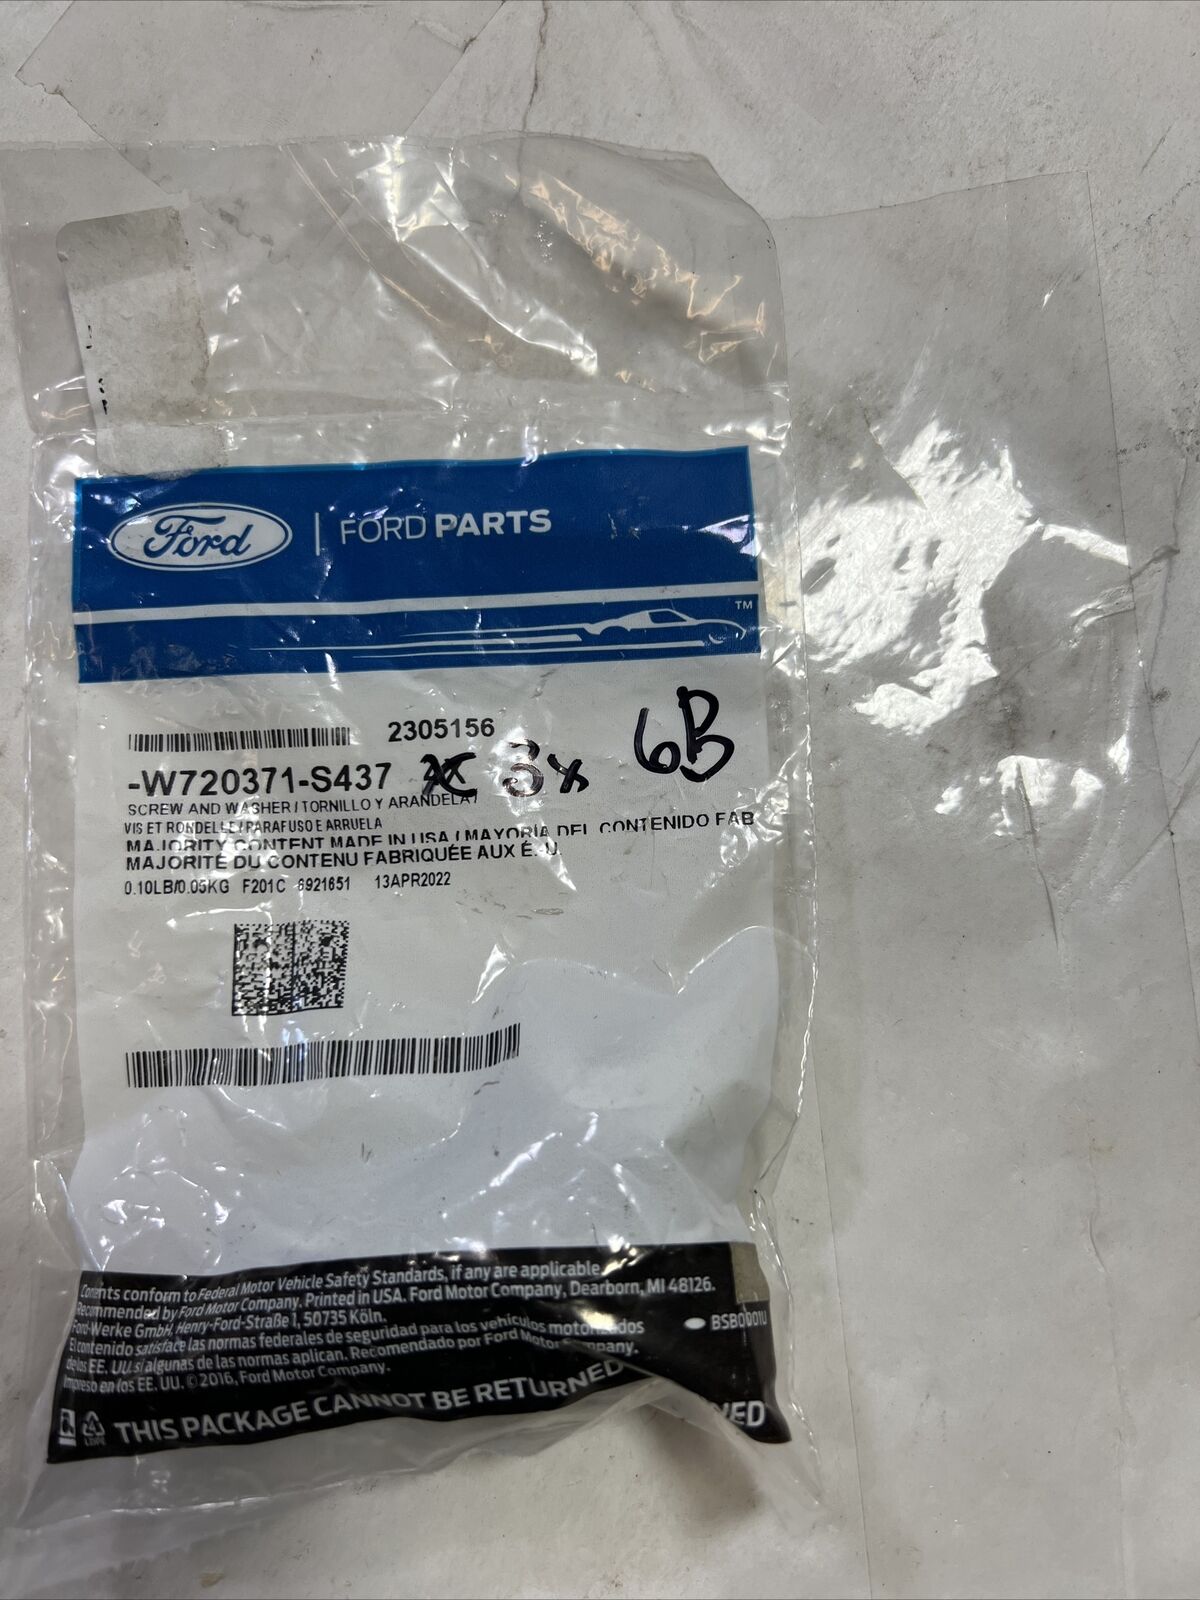 Ford | FORD PARTS
TM
2305156
-W720371-S437 4X 3x 6B
SCREW AND WASHER / TORNILLO Y ARANDELA /
VIS ET RONDELLE / PARAFUSO E ARRUELA
MAJORITY CONTENT MADE IN USA / MAYORÍA DEL CONTENIDO FAB
MAJORITÉ DU CONTENU FABRIQUÉE AUX É.-U.
0.10LB/0.05KG F201C 6921651 13APR2022
Contents conform to Federal Motor Vehicle Safety Standards, if any are applicable.
Recommended by Ford Motor Company. Printed in USA. Ford Motor Company, Dearborn, MI 48126.
Ford-Werke GmbH, Henry-Ford-Straße 1, 50735 Köln.
El contenido satisface las normas federales de seguridad para los vehículos motorizados
de los EE. UU. si algunas de las normas aplican. Recomendado por Ford Motor Company.
Impreso en los EE. UU. © 2016, Ford Motor Company.
BSB0001U
LDPE
THIS PACKAGE CANNOT BE RETURNED
NED